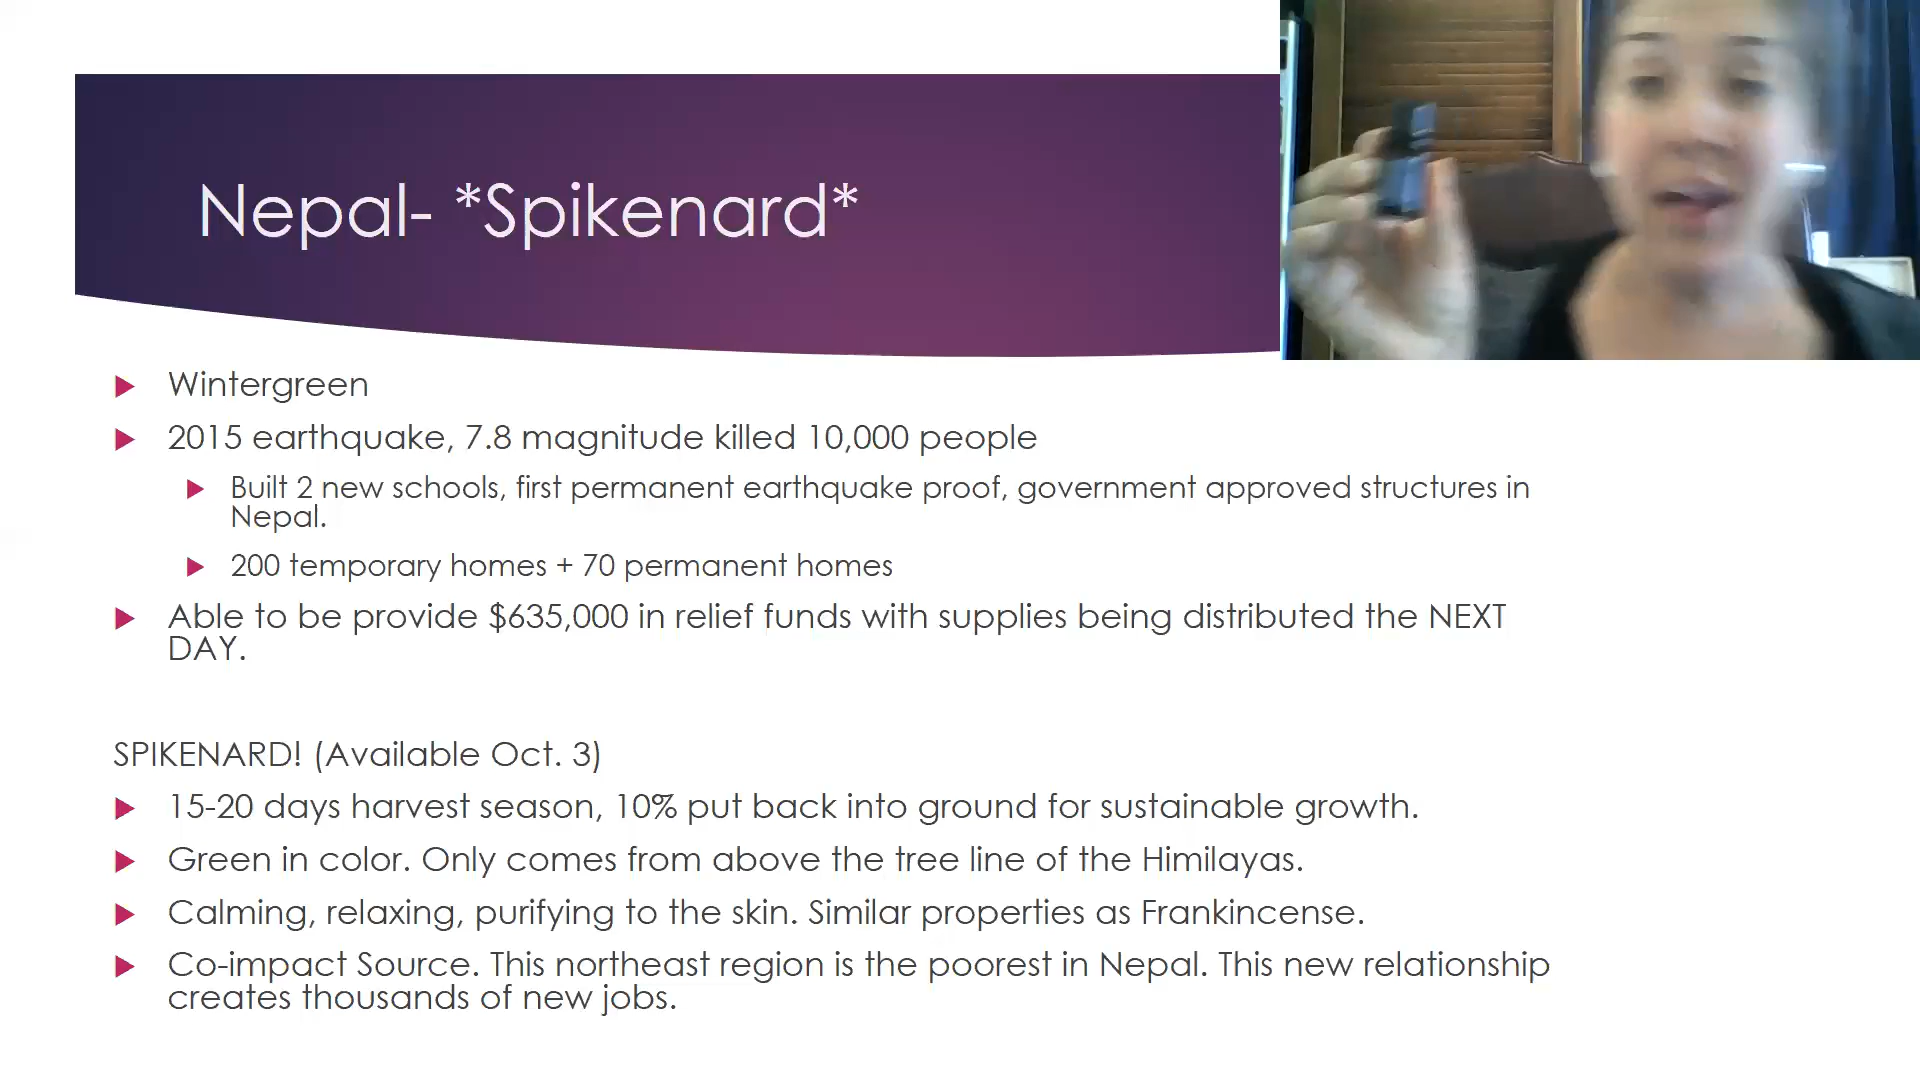 Nepal- *Spikenard*
Wintergreen
2015 earthquake, 7.8 magnitude killed 10,000 people
Built 2 new schools, first permanent earthquake proof, government approved structures in
Nepal.
200 temporary homes + 70 permanent homes
Able to be provide $635,000 in relief funds with supplies being distributed the NEXT
DAY.
SPIKENARD! (Available Oct. 3)
15-20 days harvest season, 10% put back into ground for sustainable growth.
Green in color. Only comes from above the tree line of the Himilayas.
Calming, relaxing, purifying to the skin. Similar properties as Frankincense.
Co-impact Source. This northeast region is the poorest in Nepal. This new relationship
creates thousands of new jobs.